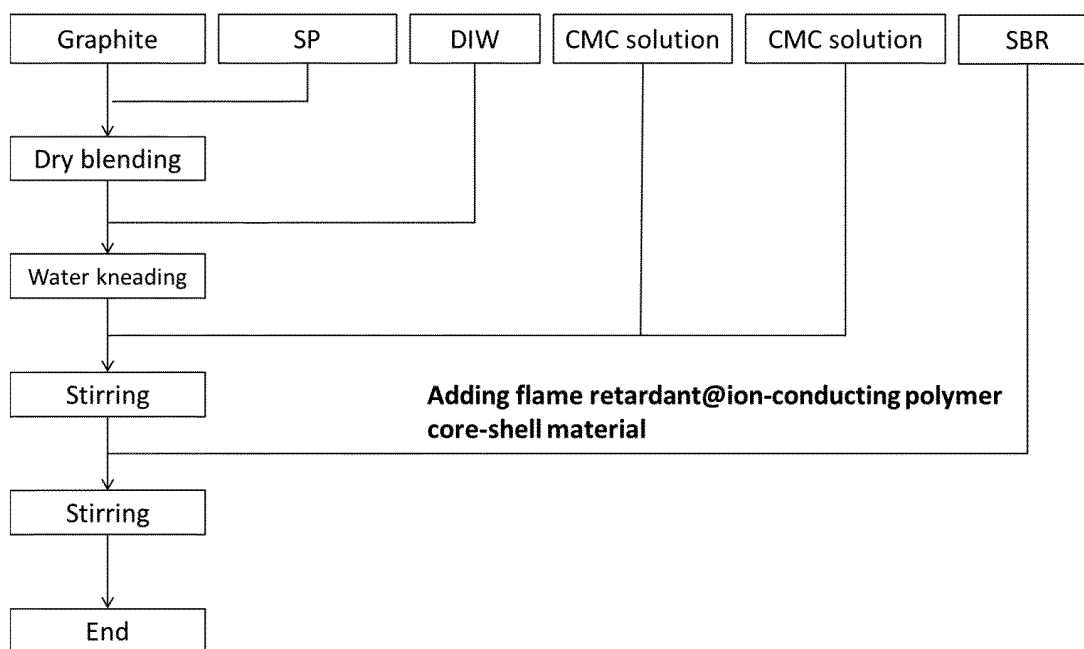 Graphite
SP
DIW
CMC solution
CMC solution
SBR
Dry blending
Water kneading
Stirring
Adding flame retardant@ion-conducting polymer
core-shell material
Stirring
End